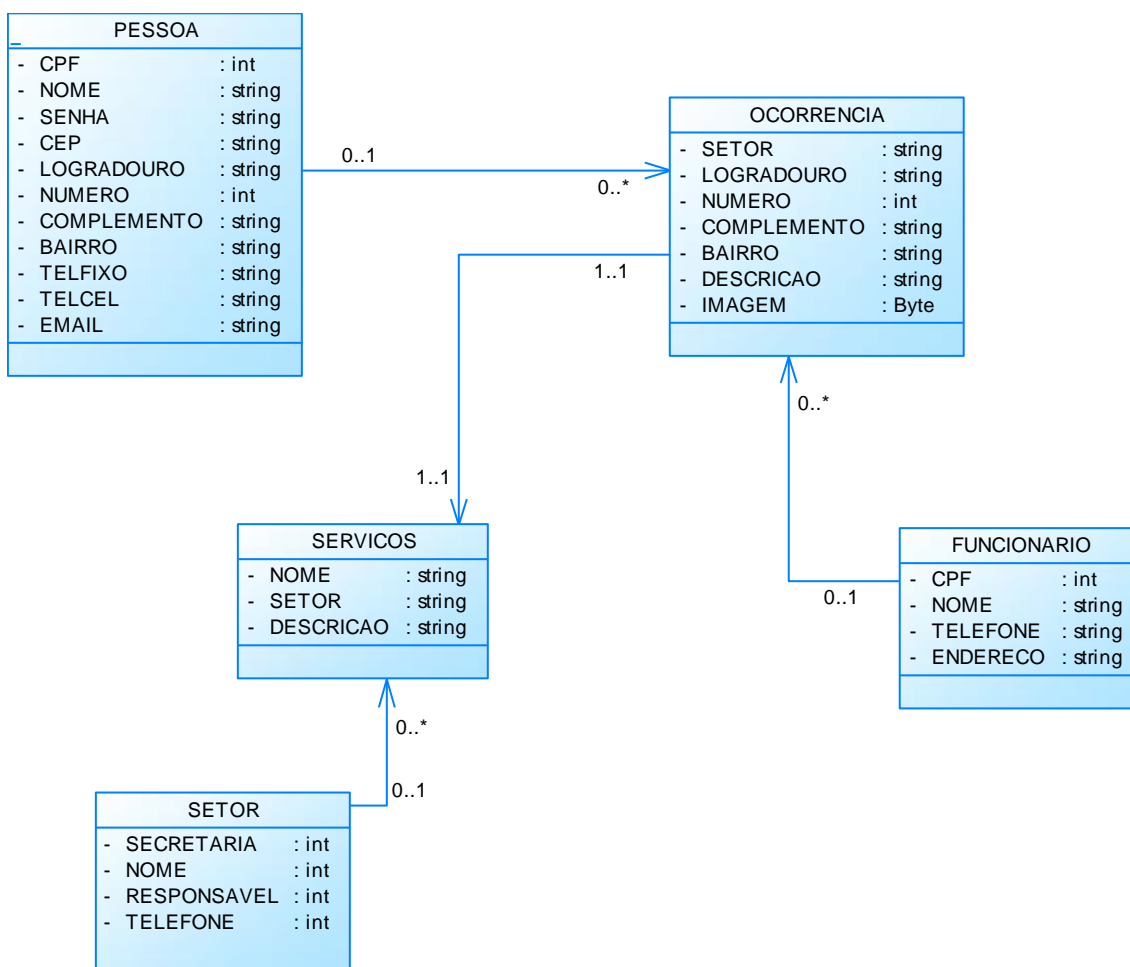 PESSOA
- CPF : int
- NOME : string
- SENHA : string
- CEP : string
- LOGRADOURO : string
- NUMERO : int
- COMPLEMENTO : string
- BAIRRO : string
- TELFIXO : string
- TELCEL : string
- EMAIL : string
0..1
0..*
OCORRENCIA
- SETOR : string
- LOGRADOURO : string
- NUMERO : int
- COMPLEMENTO : string
- BAIRRO : string
- DESCRICAO : string
- IMAGEM : Byte
1..1
1..1
0..*
0..1
SERVICOS
- NOME : string
- SETOR : string
- DESCRICAO : string
FUNCIONARIO
- CPF : int
- NOME : string
- TELEFONE : string
- ENDERECO : string
0..*
0..1
SETOR
- SECRETARIA : int
- NOME : int
- RESPONSAVEL : int
- TELEFONE : int